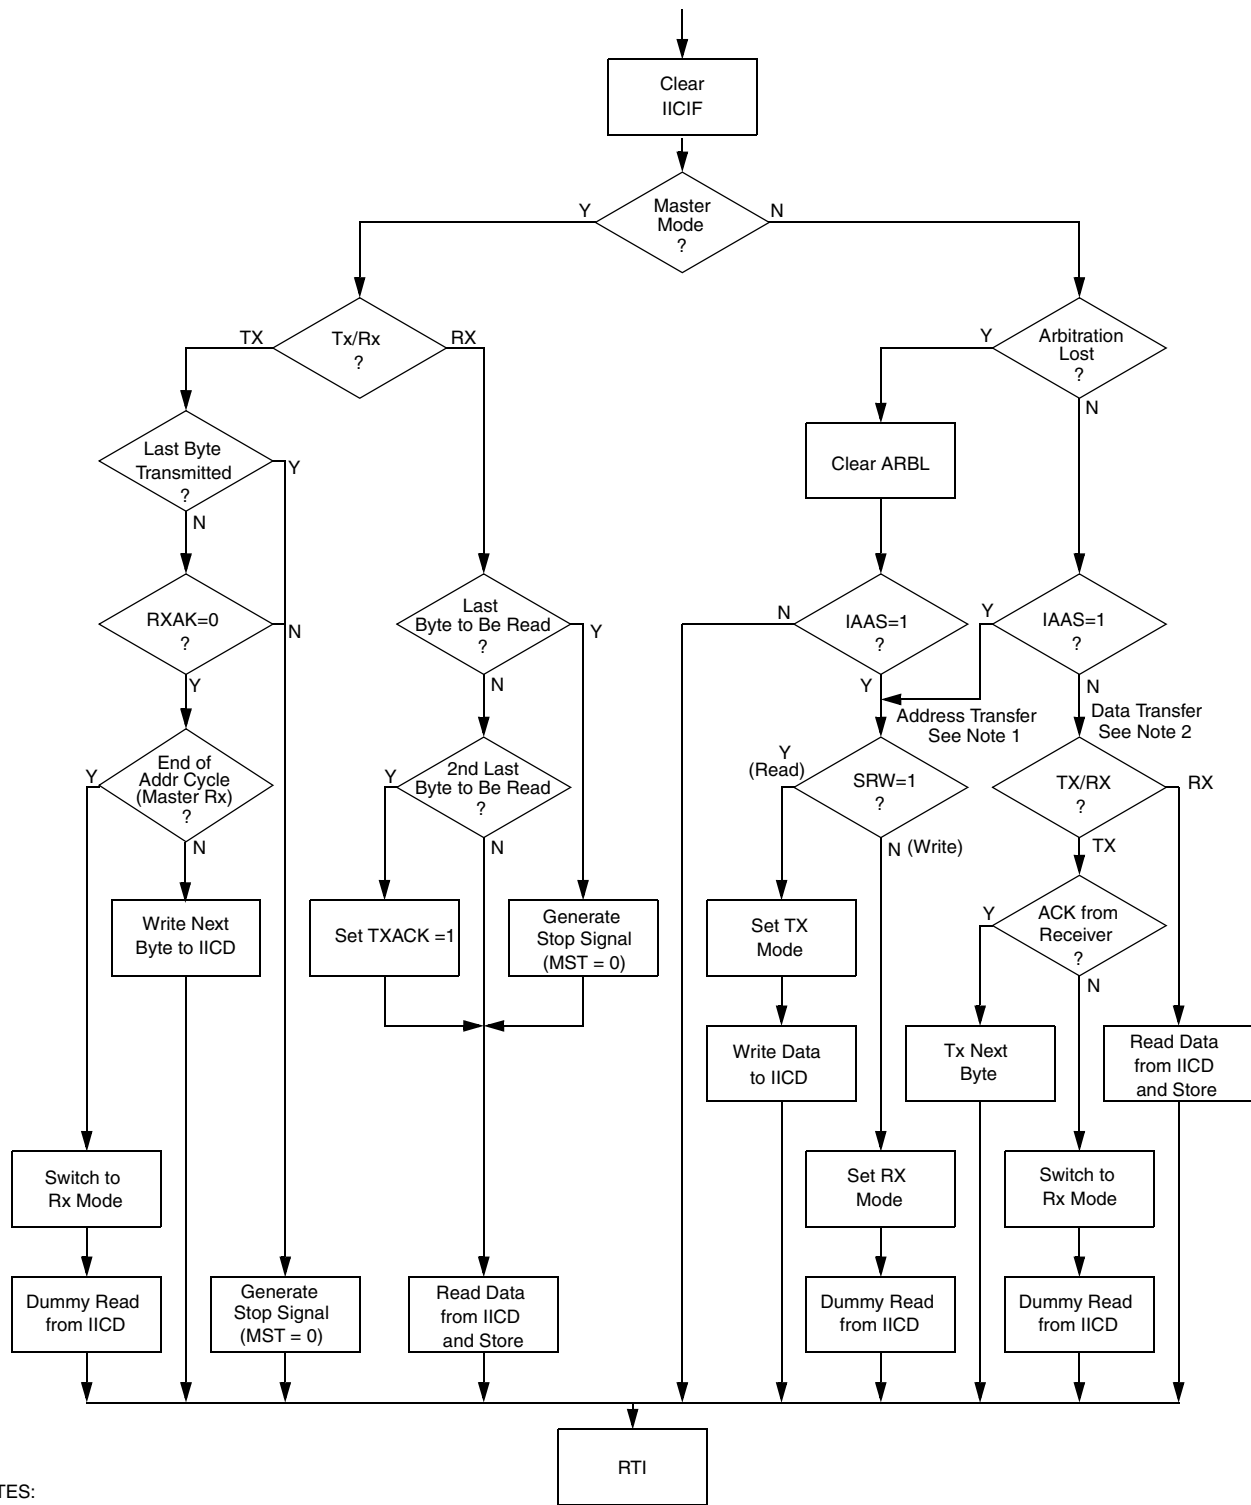 Clear
IICIF
Master
Mode
?
Y
N
Tx/Rx
?
TX
RX
Arbitration
Lost
?
Y
N
Last Byte
Transmitted
?
Y
N
Clear ARBL
RXAK=0
?
N
Y
Last
Byte to Be Read
?
Y
N
IAAS=1
?
N
Y
IAAS=1
?
Y
N
Address Transfer
See Note 1
Data Transfer
See Note 2
End of
Addr Cycle
(Master Rx)
?
Y
N
2nd Last
Byte to Be Read
?
Y
N
Y
(Read)
SRW=1
?
N (Write)
TX/RX
?
RX
TX
Write Next
Byte to IICD
Set TXACK =1
Generate
Stop Signal
(MST = 0)
Set TX
Mode
ACK from
Receiver
?
Y
N
Write Data
to IICD
Tx Next
Byte
Read Data
from IICD
and Store
Switch to
Rx Mode
Set RX
Mode
Switch to
Rx Mode
Dummy Read
from IICD
Generate
Stop Signal
(MST = 0)
Read Data
from IICD
and Store
Dummy Read
from IICD
Dummy Read
from IICD
RTI
TES: